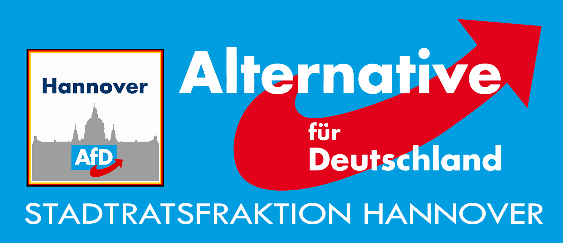 Hannover
AfD
Alternative
für
Deutschland
STADTRATSFRAKTION HANNOVER